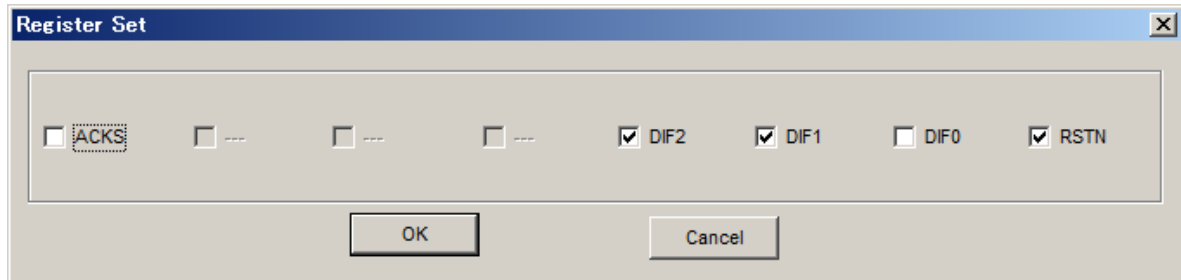 Register Set
ACKS --- --- --- DIF2 DIF1 DIF0 RSTN
OK Cancel